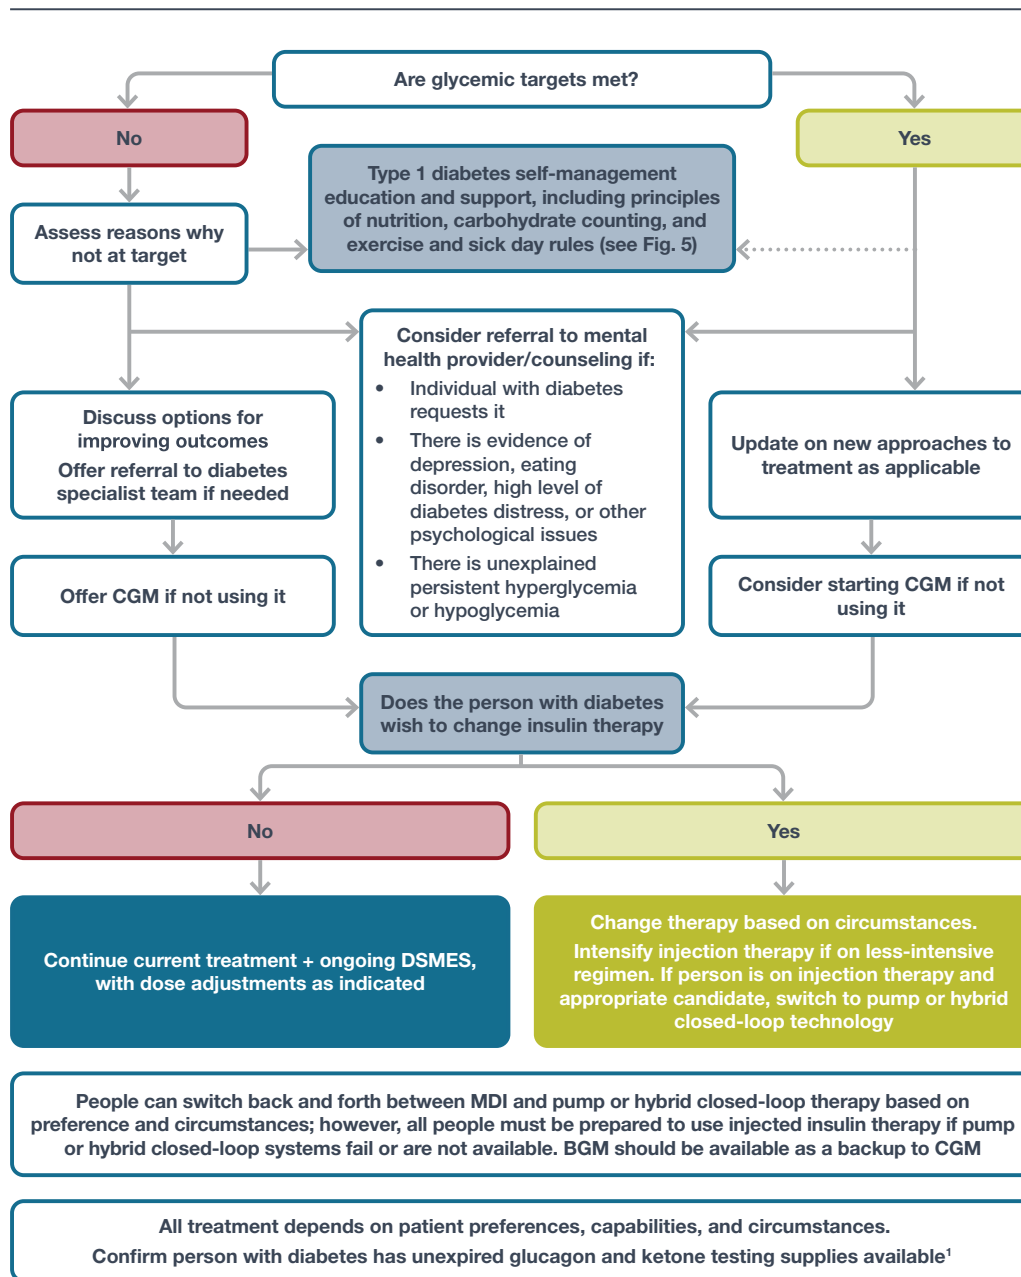 Are glycemic targets met?
No
Yes
Type 1 diabetes self-management
education and support, including principles
of nutrition, carbohydrate counting, and
exercise and sick day rules (see Fig. 5)
Assess reasons why
not at target
Consider referral to mental
health provider/counseling if:
• Individual with diabetes
requests it
• There is evidence of
depression, eating
disorder, high level of
diabetes distress, or other
psychological issues
• There is unexplained
persistent hyperglycemia
or hypoglycemia
Discuss options for
improving outcomes
Offer referral to diabetes
specialist team if needed
Update on new approaches to
treatment as applicable
Offer CGM if not using it
Consider starting CGM if not
using it
Does the person with diabetes
wish to change insulin therapy
No
Yes
Continue current treatment + ongoing DSMES,
with dose adjustments as indicated
Change therapy based on circumstances.
Intensify injection therapy if on less-intensive
regimen. If person is on injection therapy and
appropriate candidate, switch to pump or hybrid
closed-loop technology
People can switch back and forth between MDI and pump or hybrid closed-loop therapy based on
preference and circumstances; however, all people must be prepared to use injected insulin therapy if pump
or hybrid closed-loop systems fail or are not available. BGM should be available as a backup to CGM
All treatment depends on patient preferences, capabilities, and circumstances.
Confirm person with diabetes has unexpired glucagon and ketone testing supplies available¹